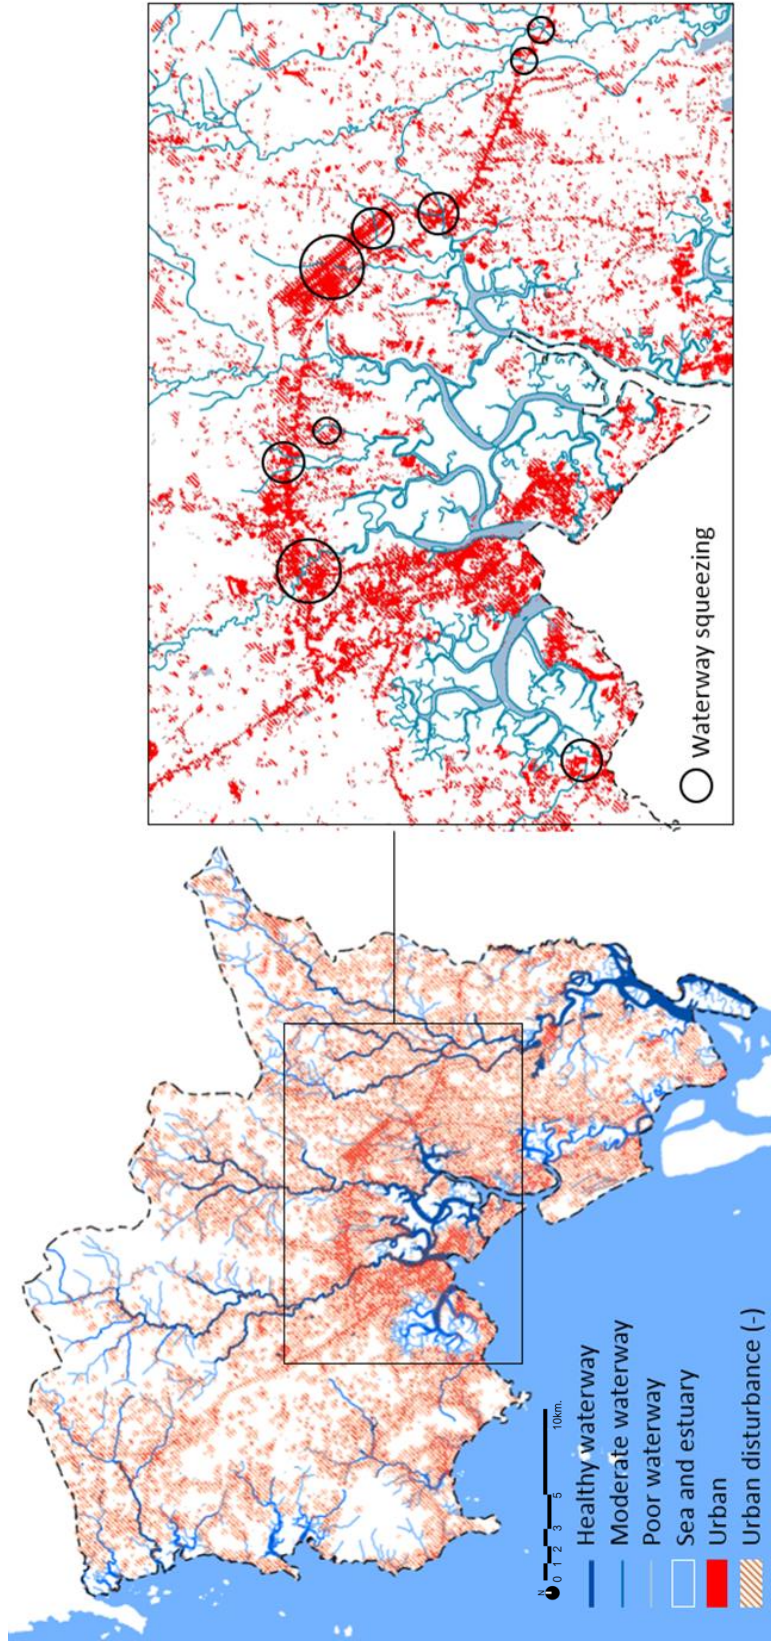 Waterway squeezing
N
0 1 2 3 5 10km.
Healthy waterway
Moderate waterway
Poor waterway
Sea and estuary
Urban
Urban disturbance (-)